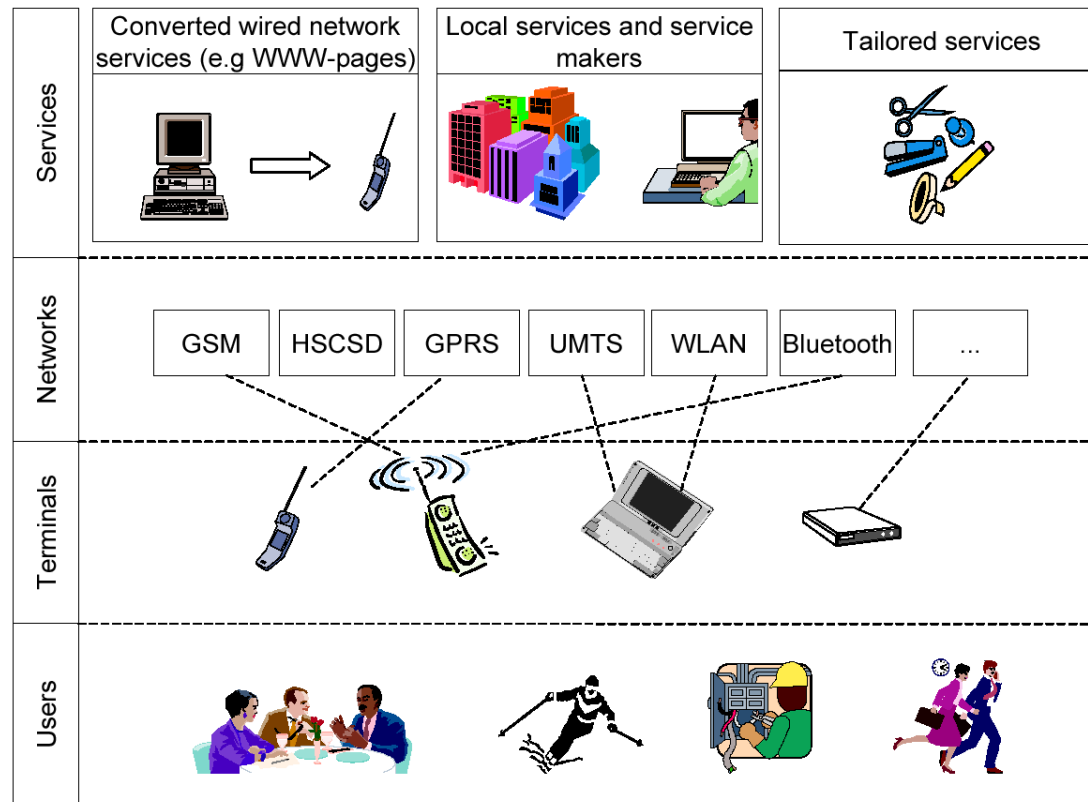 Services
Converted wired network
services (e.g WWW-pages)
Local services and service
makers
Tailored services
Networks
GSM
HSCSD
GPRS
UMTS
WLAN
Bluetooth
...
Terminals
Users